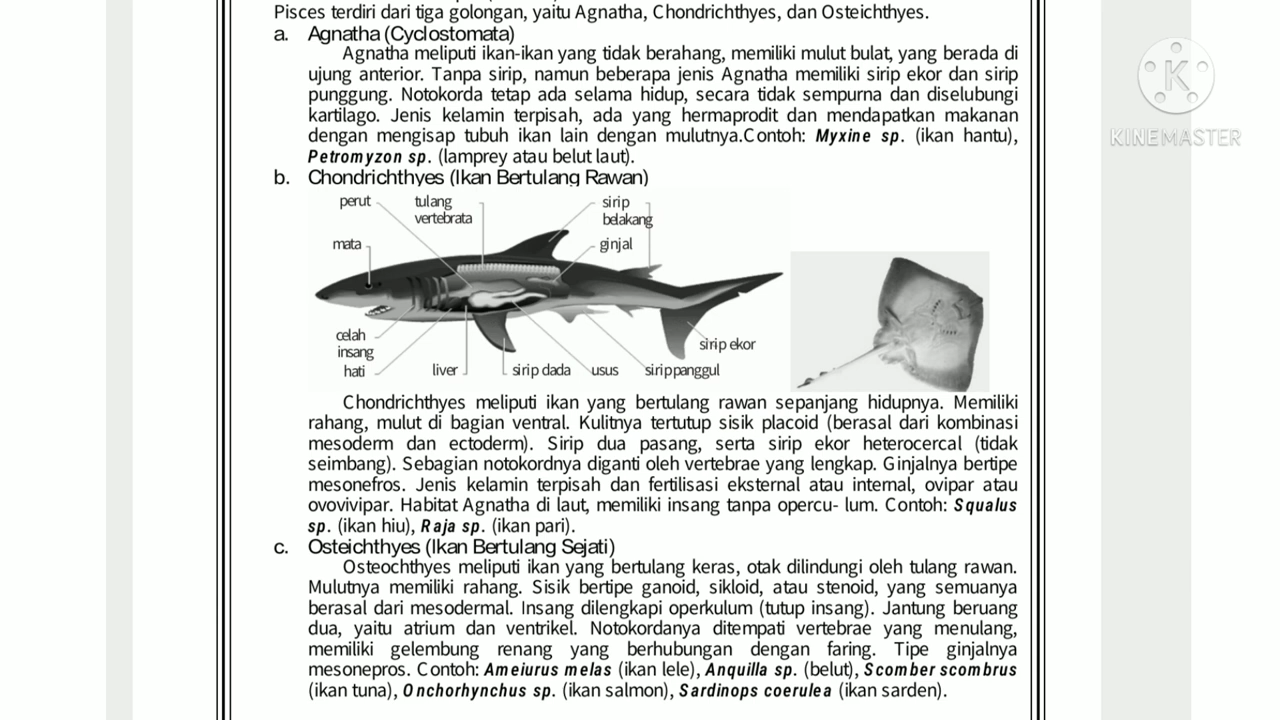 Pisces terdiri dari tiga golongan, yaitu Agnatha, Chondrichthyes, dan Osteichthyes.
a. Agnatha (Cyclostomata)
Agnatha meliputi ikan-ikan yang tidak berahang, memiliki mulut bulat, yang berada di
ujung anterior. Tanpa sirip, namun beberapa jenis Agnatha memiliki sirip ekor dan sirip
punggung. Notokorda tetap ada selama hidup, secara tidak sempurna dan diselubungi
kartilago. Jenis kelamin terpisah, ada yang hermaprodit dan mendapatkan makanan
dengan mengisap tubuh ikan lain dengan mulutnya.Contoh: Myxine sp. (ikan hantu),
Petromyzon sp. (lamprey atau belut laut).
b. Chondrichthyes (Ikan Bertulang Rawan)
perut
tulang
vertebrata
sirip
belakang
mata
ginjal
celah
insang
hati
liver
sirip dada
usus
sirip panggul
sirip ekor
Chondrichthyes meliputi ikan yang bertulang rawan sepanjang hidupnya. Memiliki
rahang, mulut di bagian ventral. Kulitnya tertutup sisik placoid (berasal dari kombinasi
mesoderm dan ectoderm). Sirip dua pasang, serta sirip ekor heterocercal (tidak
seimbang). Sebagian notokordnya diganti oleh vertebrae yang lengkap. Ginjalnya bertipe
mesonefros. Jenis kelamin terpisah dan fertilisasi eksternal atau internal, ovipar atau
ovovivipar. Habitat Agnatha di laut, memiliki insang tanpa opercu- lum. Contoh: Squalus
sp. (ikan hiu), Raja sp. (ikan pari).
c. Osteichthyes (Ikan Bertulang Sejati)
Osteochthyes meliputi ikan yang bertulang keras, otak dilindungi oleh tulang rawan.
Mulutnya memiliki rahang. Sisik bertipe ganoid, sikloid, atau stenoid, yang semuanya
berasal dari mesodermal. Insang dilengkapi operkulum (tutup insang). Jantung beruang
dua, yaitu atrium dan ventrikel. Notokordanya ditempati vertebrae yang menulang,
memiliki gelembung renang yang berhubungan dengan faring. Tipe ginjalnya
mesonepros. Contoh: Ameiurus melas (ikan lele), Anquilla sp. (belut), Scomber scombrus
(ikan tuna), Onchorhynchus sp. (ikan salmon), Sardinops coerulea (ikan sarden).
K
KINEMASTER